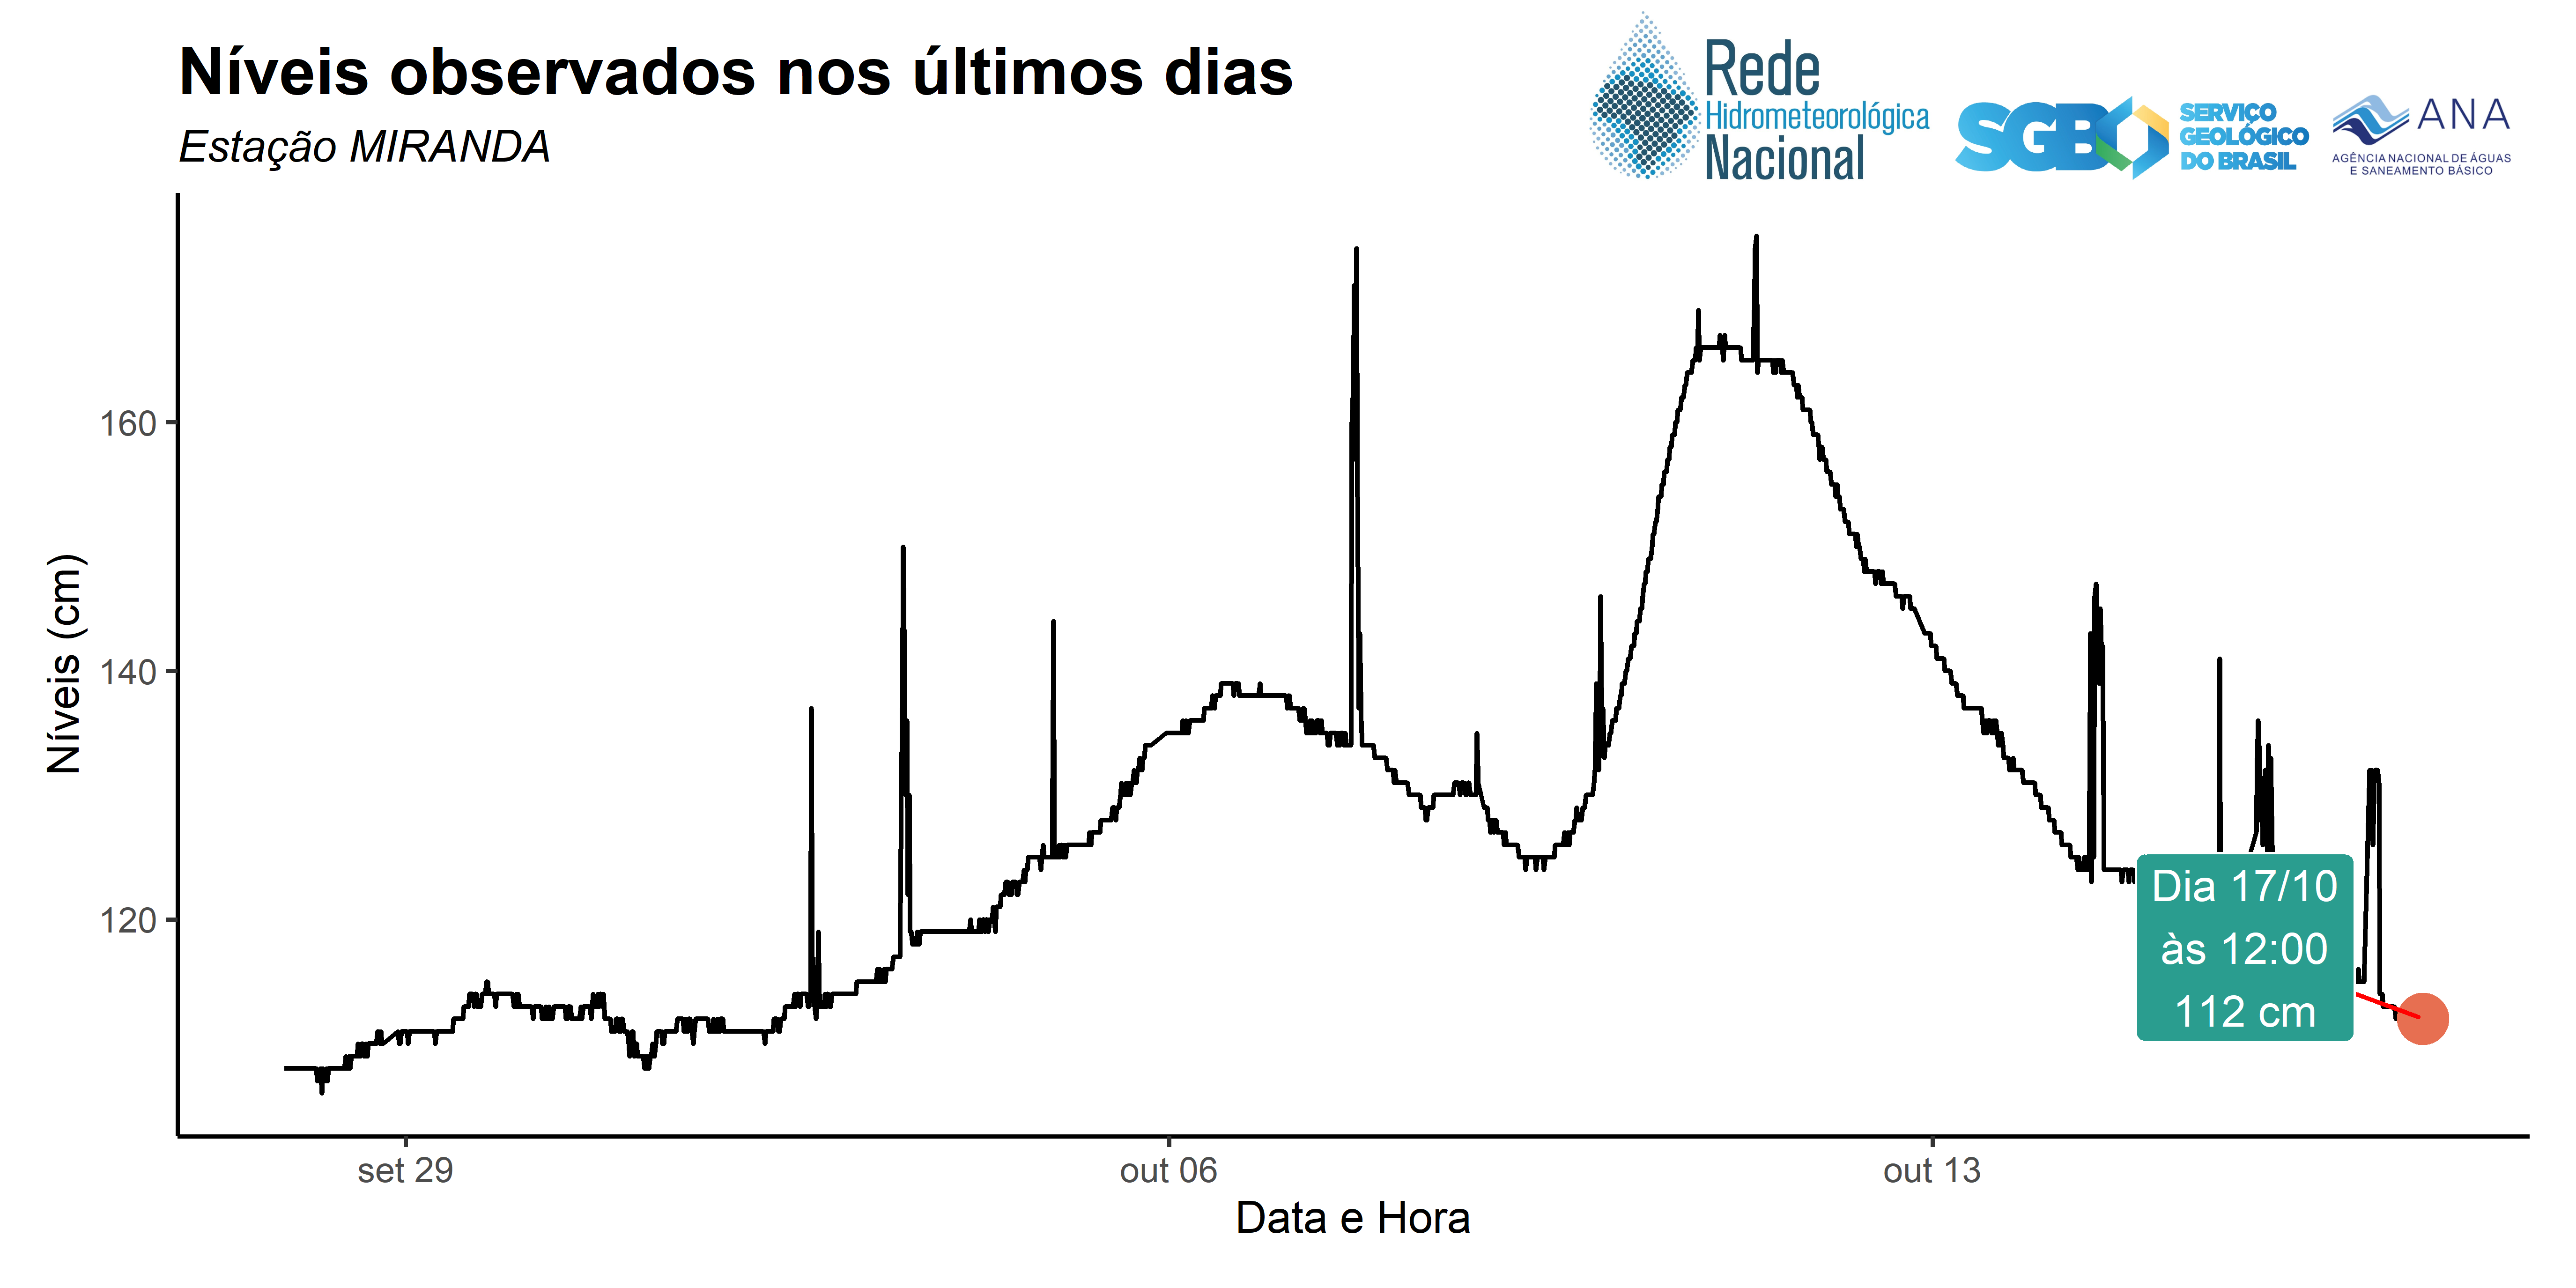 Níveis observados nos últimos dias
Estação MIRANDA
Rede
Hidrometeorológica
Nacional
SGB
SERVIÇO
GEOLÓGICO
DO BRASIL
ANA
AGÊNCIA NACIONAL DE ÁGUAS
E SANEAMENTO BÁSICO
Níveis (cm)
160
140
120
Dia 17/10
às 12:00
112 cm
set 29
out 06
out 13
Data e Hora